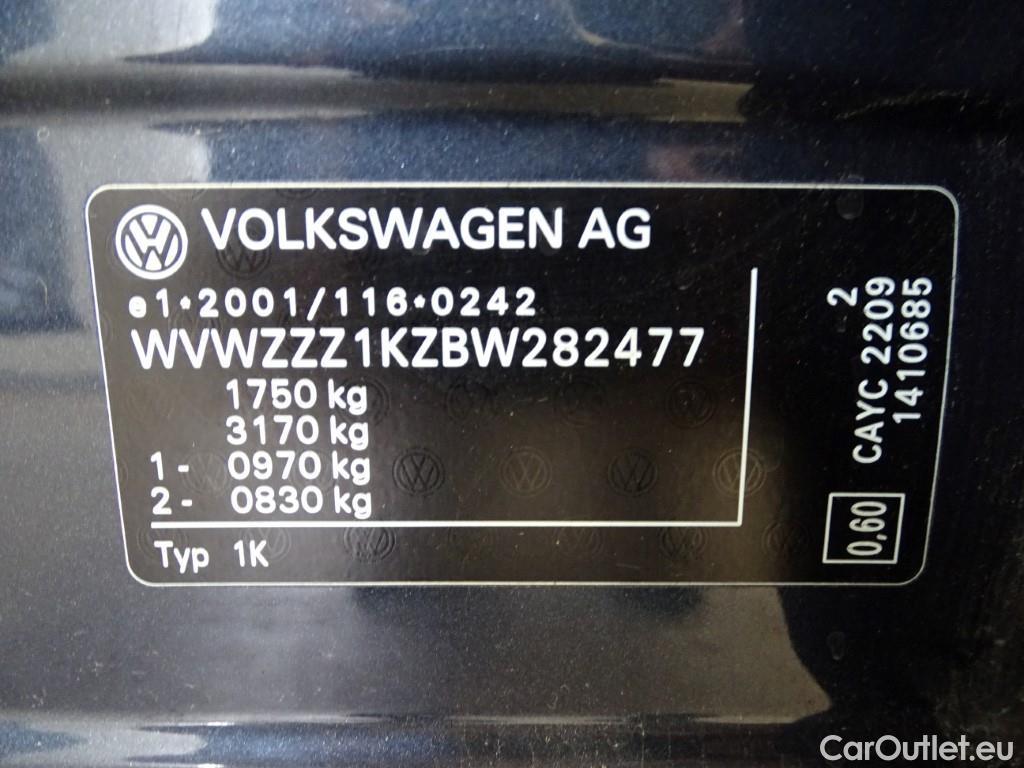 VOLKSWAGEN AG
e1*2001/116*0242
WVWZZZ1KZBW282477
1750 kg
3170 kg
1- 0970 kg
2- 0830 kg
Typ 1K
2
CAYC 2209
1410685
0,60
CarOutlet.eu